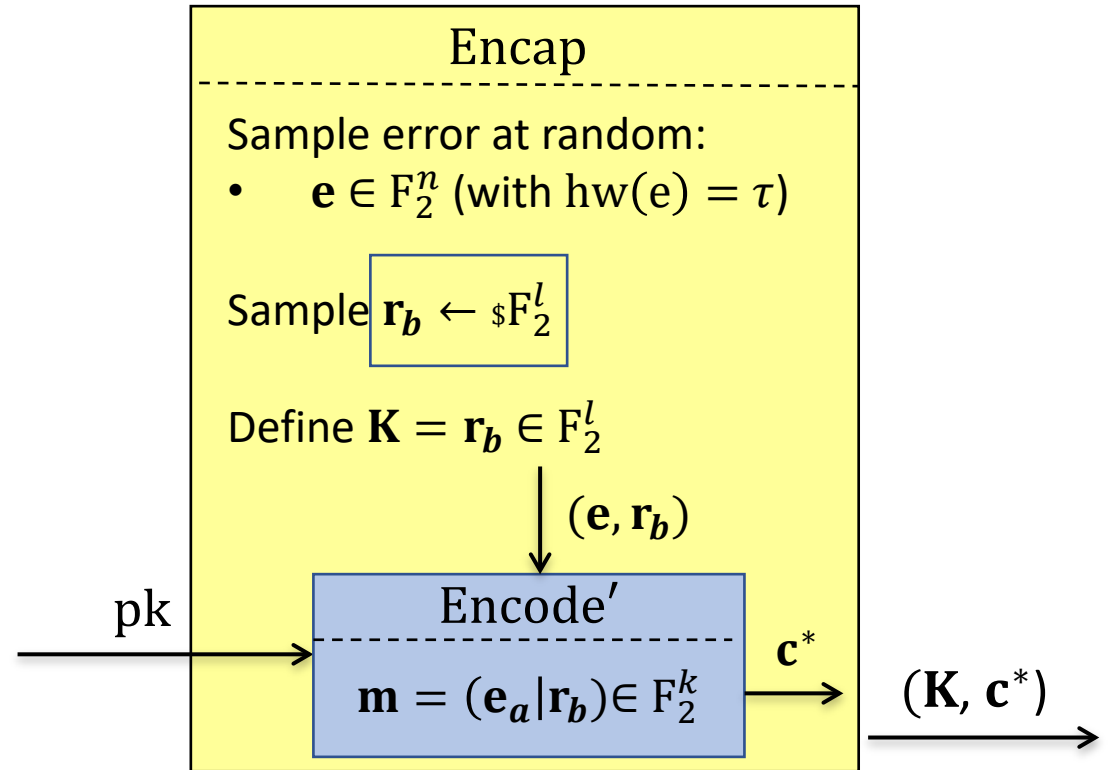 Encap
Sample error at random:
• 𝐞 ∈ F₂ⁿ (with hw(e) = 𝜏)
Sample 𝐫_𝒃 ← $F₂ˡ
Define 𝐊 = 𝐫_𝒃 ∈ F₂ˡ
(𝐞, 𝐫_𝒃)
pk
Encode′
𝐜*
𝐦 = (𝐞_𝒂|𝐫_𝒃)∈ F₂ᵏ
(𝐊, 𝐜*)